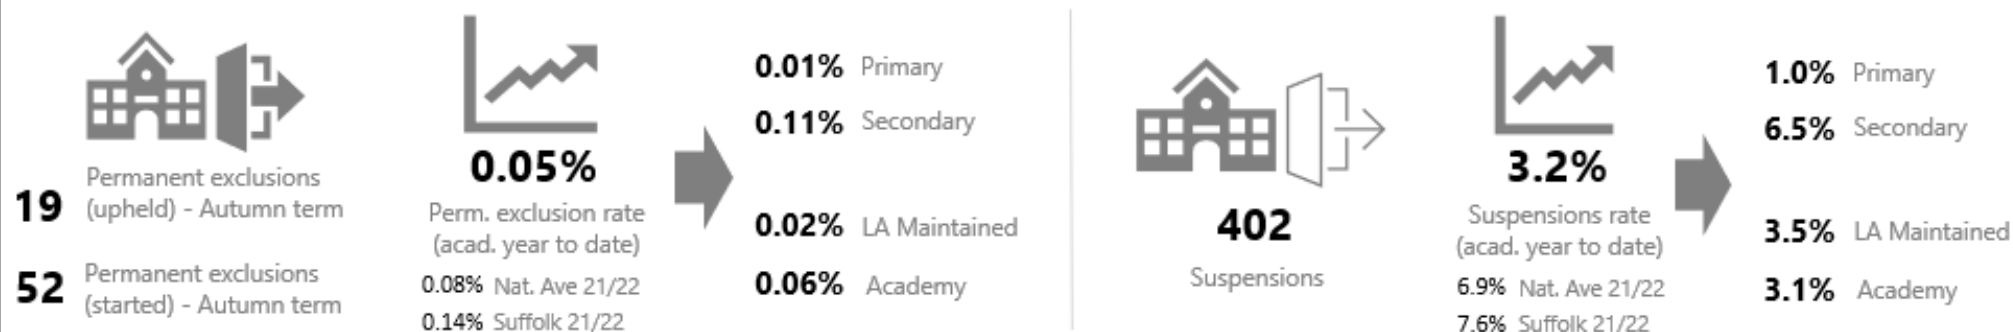 19
Permanent exclusions
(upheld) - Autumn term
52
Permanent exclusions
(started) - Autumn term
0.05%
Perm. exclusion rate
(acad. year to date)
0.08% Nat. Ave 21/22
0.14% Suffolk 21/22
0.01% Primary
0.11% Secondary
0.02% LA Maintained
0.06% Academy
402
Suspensions
3.2%
Suspensions rate
(acad. year to date)
6.9% Nat. Ave 21/22
7.6% Suffolk 21/22
1.0% Primary
6.5% Secondary
3.5% LA Maintained
3.1% Academy